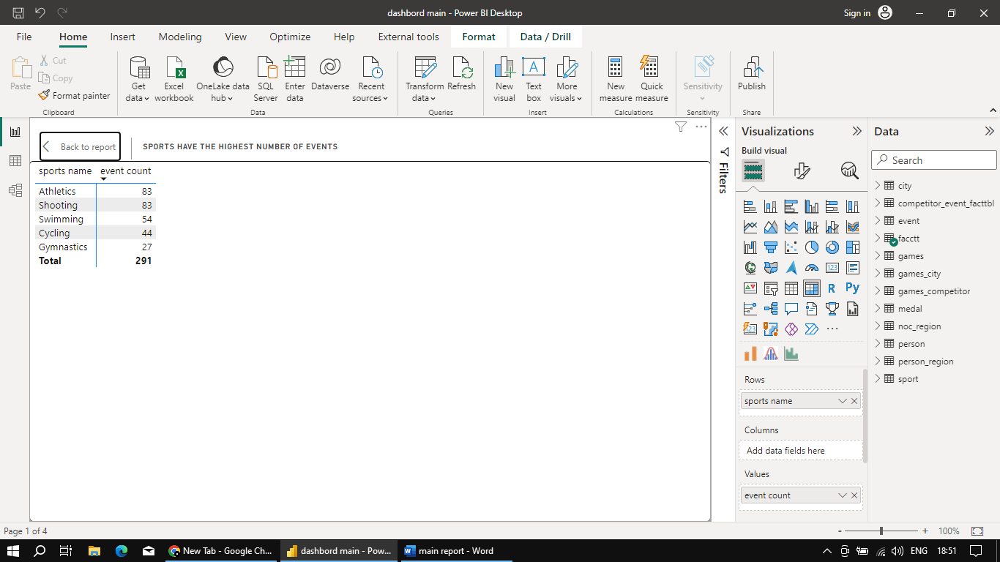 dashbord main - Power BI Desktop
Sign in
File Home Insert Modeling View Optimize Help External tools Format Data / Drill
Paste
Cut
Copy
Format painter
Clipboard
Get data
Excel workbook
OneLake data hub
SQL Server
Enter data
Dataverse
Recent sources
Data
Transform data
Refresh
Queries
New visual
Text box
More visuals
Insert
New measure
Quick measure
Calculations
Sensitivity
Sensitivity
Publish
Share
Back to report
SPORTS HAVE THE HIGHEST NUMBER OF EVENTS
sports name event count
Athletics 83
Shooting 83
Swimming 54
Cycling 44
Gymnastics 27
Total 291
Filters
Visualizations
Build visual
123
R
Py
123
Rows
sports name
Columns
Add data fields here
Values
event count
Data
Search
city
competitor_event_facttbl
event
facctt
games
games_city
games_competitor
medal
noc_region
person
person_region
sport
Page 1 of 4
- + 100%
New Tab - Google Ch...
dashbord main - Pow...
main report - Word
ENG 18:51